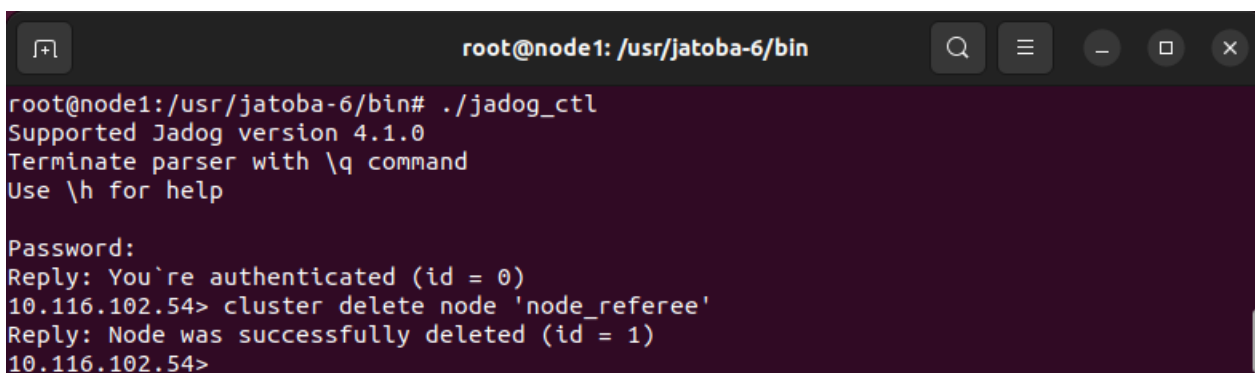 root@node1: /usr/jatoba-6/bin
root@node1:/usr/jatoba-6/bin# ./jadog_ctl
Supported Jadog version 4.1.0
Terminate parser with \q command
Use \h for help
Password:
Reply: You`re authenticated (id = 0)
10.116.102.54> cluster delete node 'node_referee'
Reply: Node was successfully deleted (id = 1)
10.116.102.54>